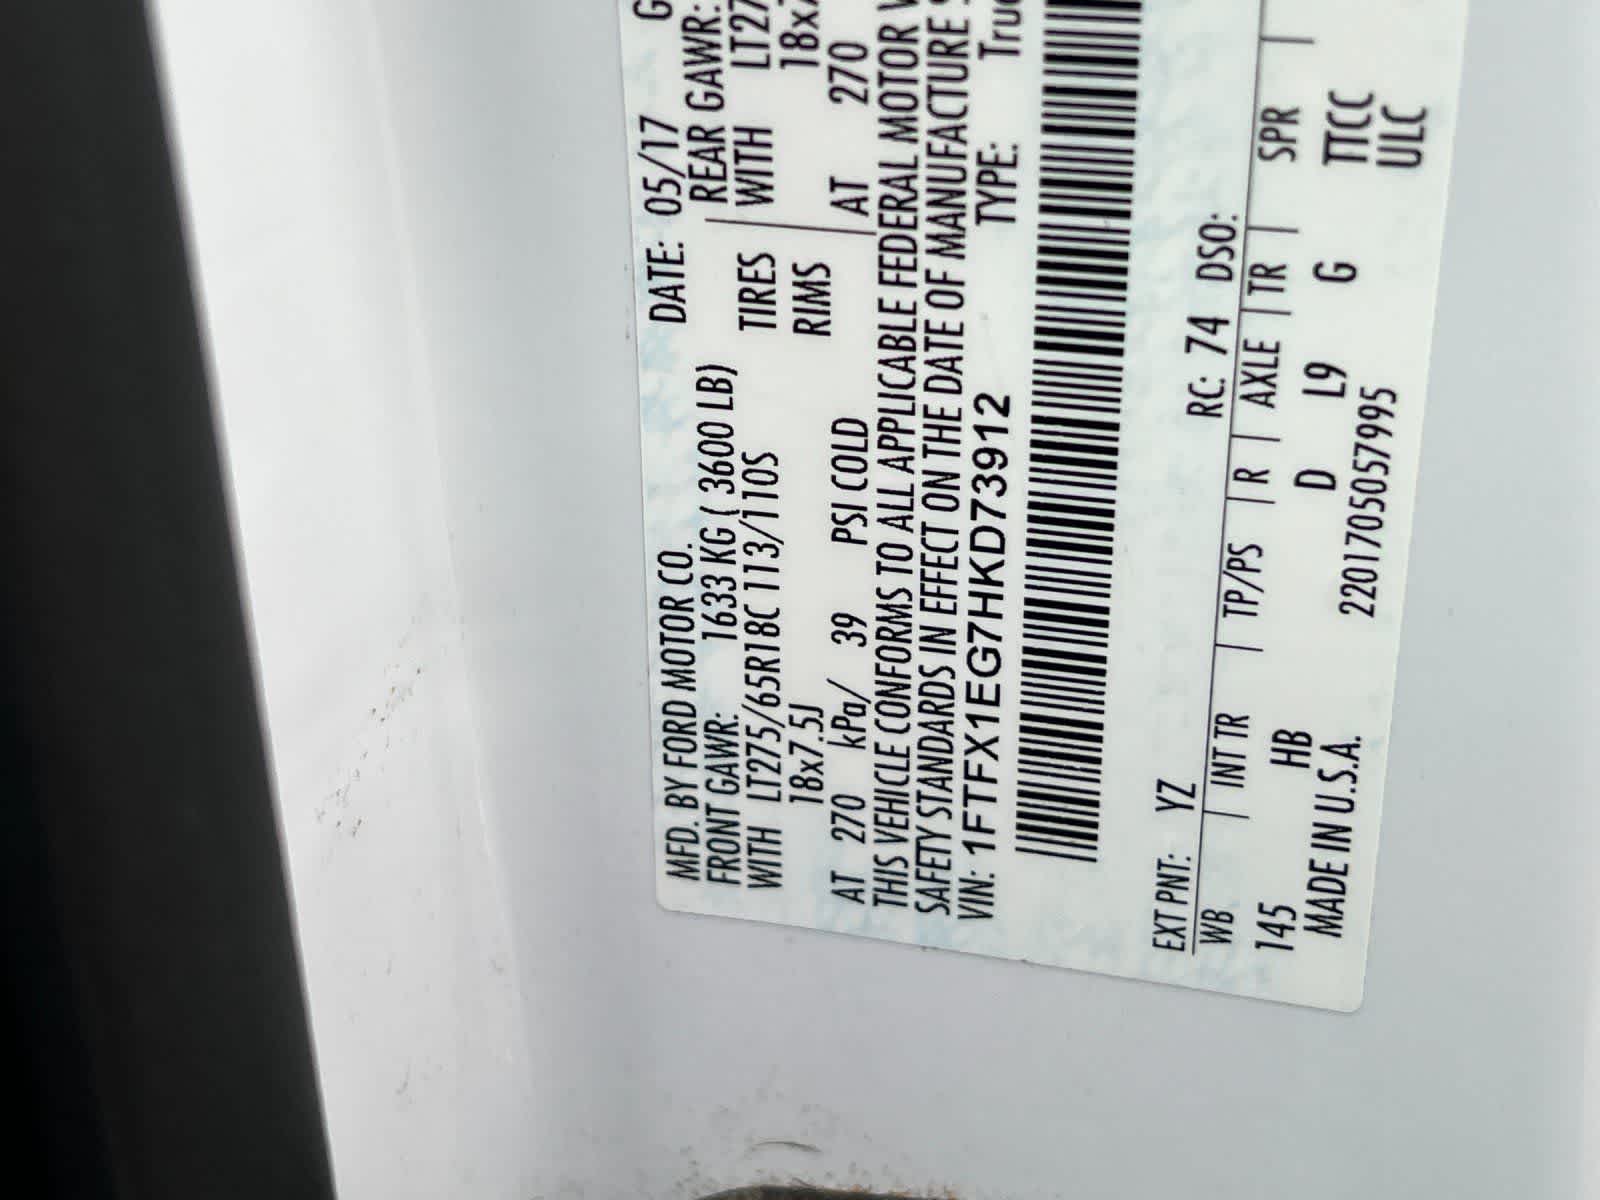 MFD. BY FORD MOTOR CO. DATE: 05/17 G
FRONT GAWR: 1633 KG ( 3600 LB) REAR GAWR:
WITH LT275/65R18C 113/110S TIRES WITH LT27
18x7.5J RIMS 18x7
AT 270 kPa/ 39 PSI COLD AT 270
THIS VEHICLE CONFORMS TO ALL APPLICABLE FEDERAL MOTOR V
SAFETY STANDARDS IN EFFECT ON THE DATE OF MANUFACTURE S
VIN: 1FTFX1EG7HKD73912 TYPE: Truc
EXT PNT: YZ RC: 74 DSO:
WB | INT TR | TP/PS | R | AXLE | TR | SPR |
145 HB D L9 G TTCC
MADE IN U.S.A. 2201705057995 ULC